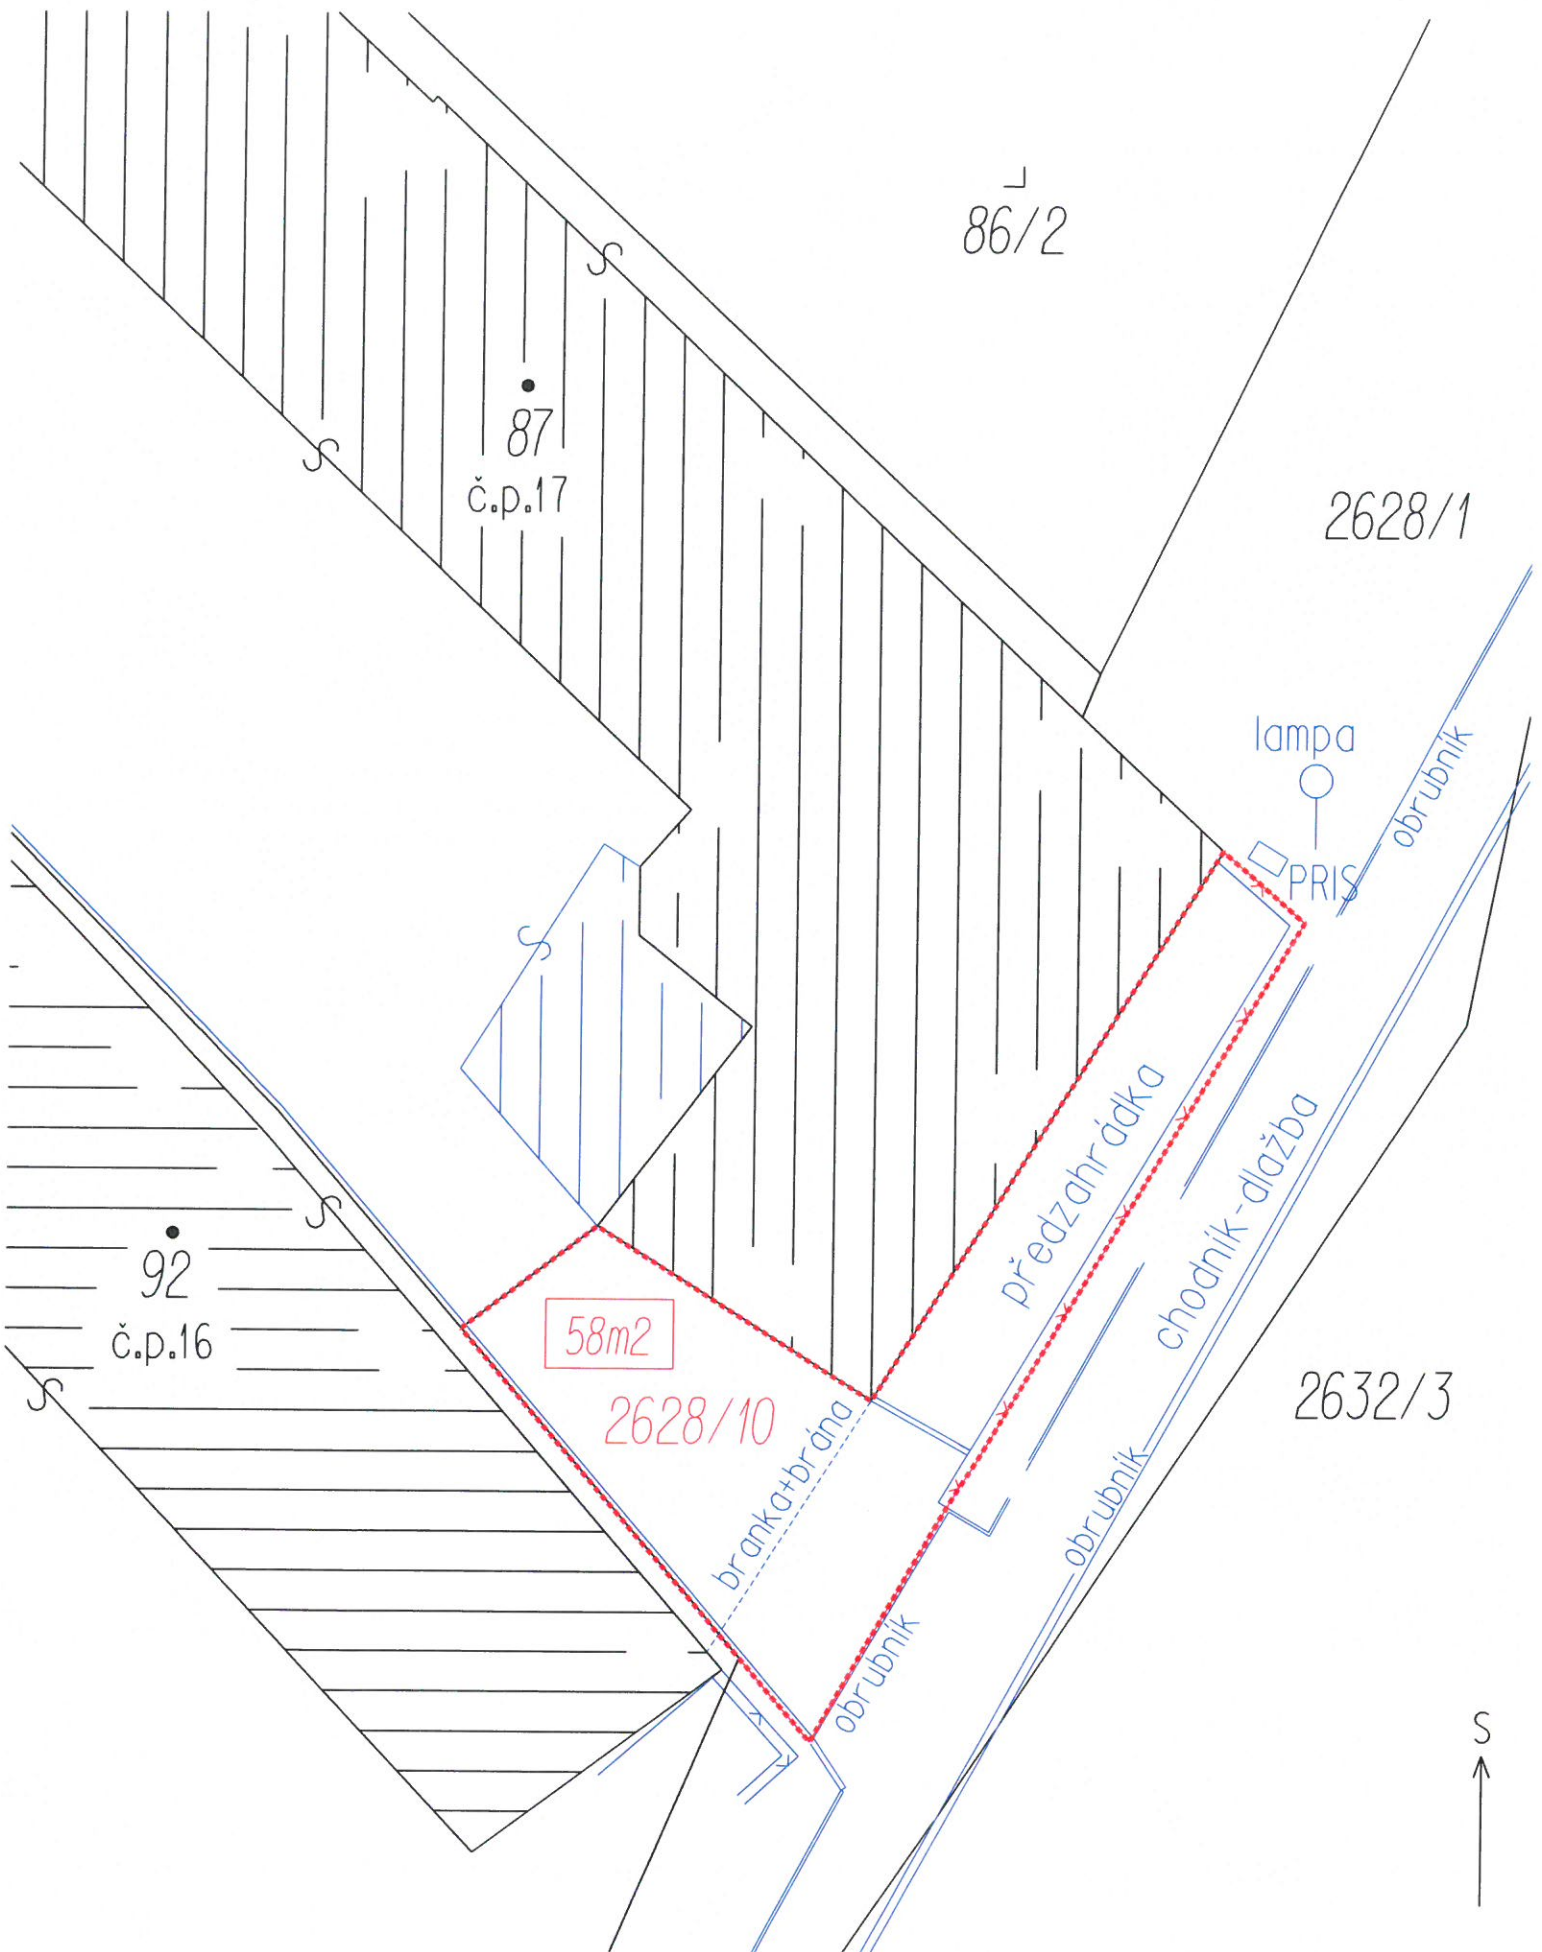 86/2
87
č.p.17
2628/1
lampa
obrubník
PRIS
předzahrádka
chodník-dlažba
92
č.p.16
58m2
2628/10
2632/3
branka+brána
obrubník
obrubník
S